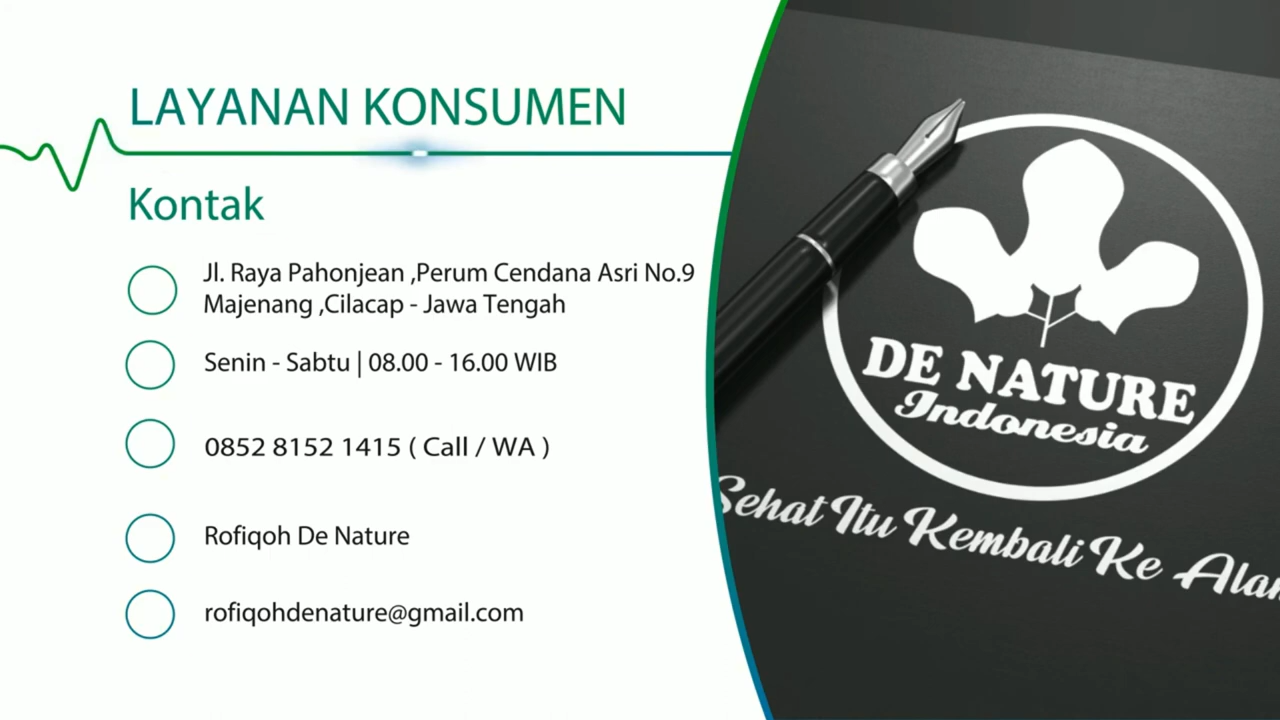 LAYANAN KONSUMEN
Kontak
Jl. Raya Pahonjean ,Perum Cendana Asri No.9
Majenang ,Cilacap - Jawa Tengah
Senin - Sabtu | 08.00 - 16.00 WIB
0852 8152 1415 ( Call / WA )
Rofiqoh De Nature
rofiqohdenature@gmail.com
DE NATURE
Indonesia
Sehat Itu Kembali Ke